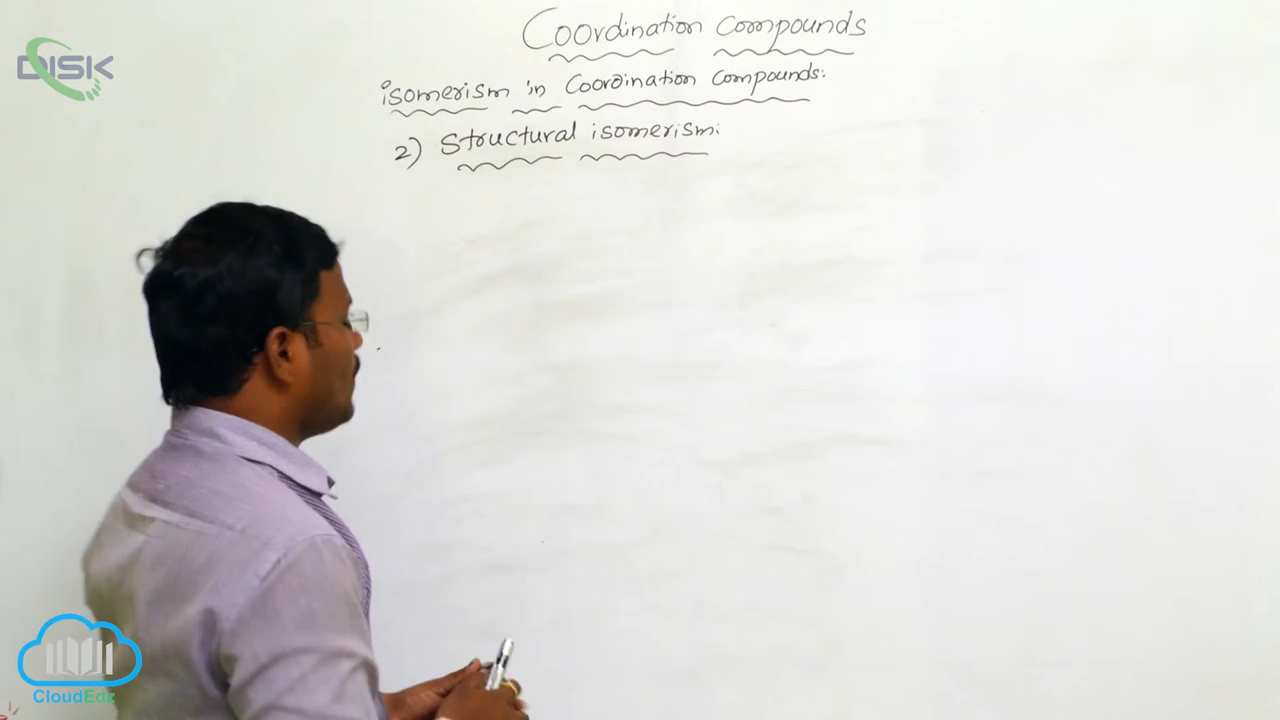 Coordination Compounds
DISK
isomerism in Coordination Compounds:
2) Structural isomerism:
CloudEdz